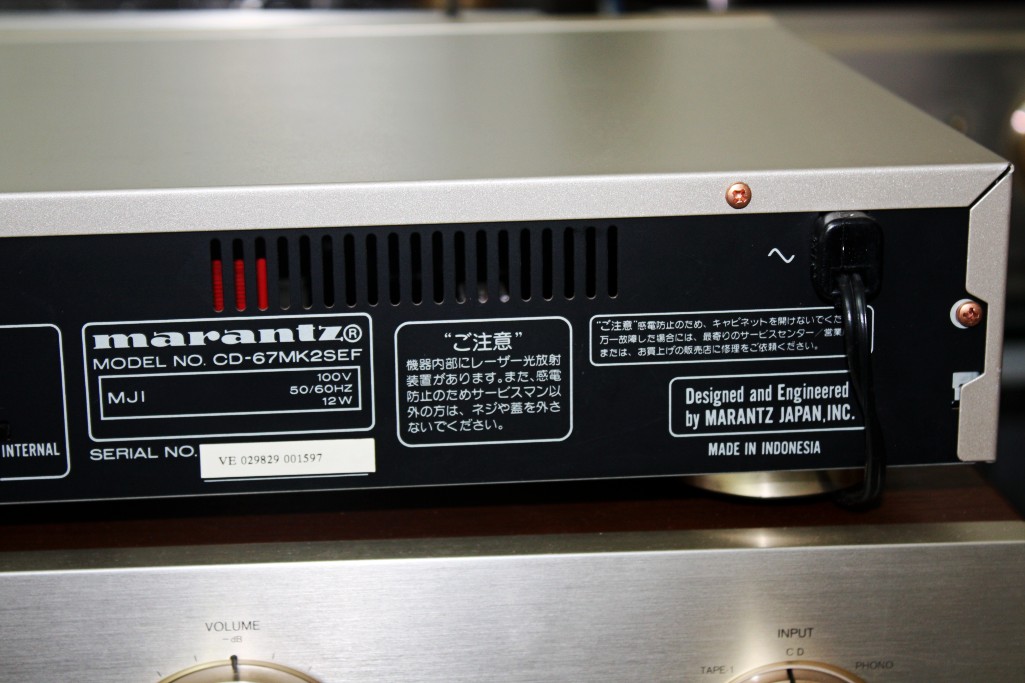 marantz®
MODEL NO. CD-67MK2SEF
MJI
100V
50/60HZ
12W
SERIAL NO.
VE 029829 001597
INTERNAL
"ご注意"
機器内部にレーザー光放射
装置があります。また、感電
防止のためサービスマン以
外の方は、ネジや蓋を外さ
ないでください。
"ご注意"感電防止のため、キャビネットを開けないでくだ
万一故障した場合には、最寄りのサービスセンター/営業
または、お買上げの販売店に修理をご依頼ください。
Designed and Engineered
by MARANTZ JAPAN, INC.
MADE IN INDONESIA
VOLUME
-dB
INPUT
CD
TAPE 1
PHONO